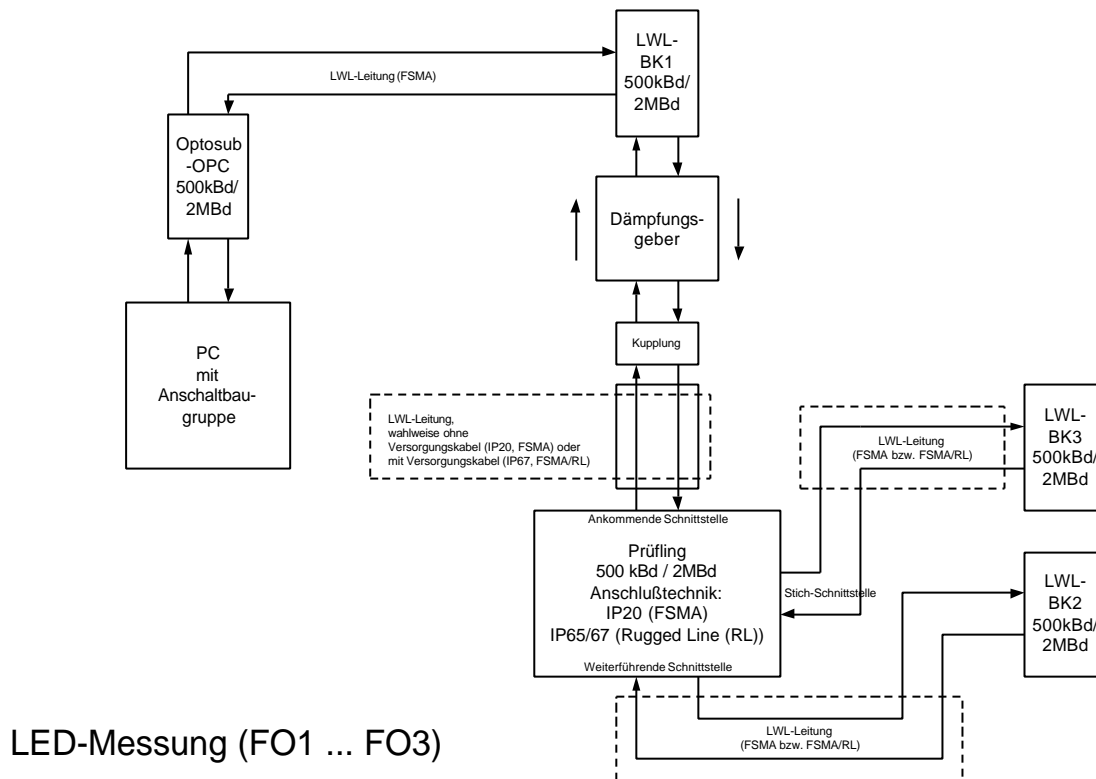 LWL-
BK1
500kBd/
2MBd
LWL-Leitung (FSMA)
Optosub
-OPC
500kBd/
2MBd
Dämpfungs-
geber
PC
mit
Anschaltbau-
gruppe
Kupplung
LWL-Leitung,
wahlweise ohne
Versorgungskabel (IP20, FSMA) oder
mit Versorgungskabel (IP67, FSMA/RL)
LWL-Leitung
(FSMA bzw. FSMA/RL)
LWL-
BK3
500kBd/
2MBd
Ankommende Schnittstelle
Prüfling
500 kBd / 2MBd
Anschlußtechnik:
IP20 (FSMA)
IP65/67 (Rugged Line (RL))
Weiterführende Schnittstelle
Stich-Schnittstelle
LWL-
BK2
500kBd/
2MBd
LWL-Leitung
(FSMA bzw. FSMA/RL)
LED-Messung (FO1 ... FO3)